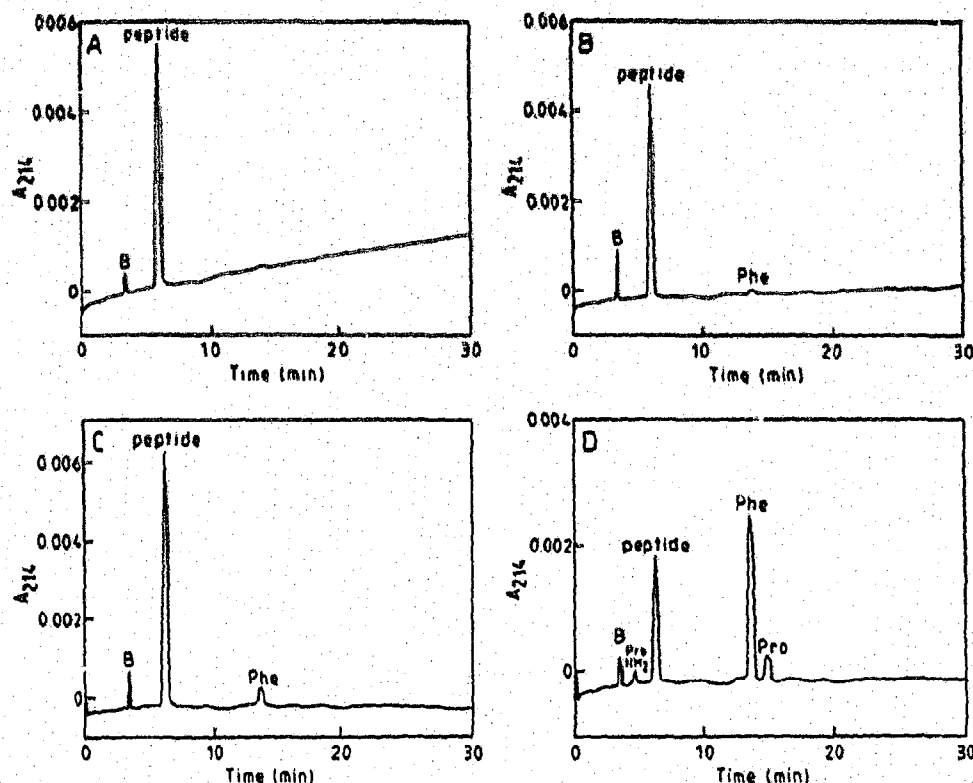 A
peptide
0.006
0.004
0.002
0
A214
B
0 10 20 30
Time (min)
B
peptide
0.006
0.004
0.002
0
A214
B
Phe
0 10 20 30
Time (min)
C
peptide
0.006
0.004
0.002
0
A214
B
Phe
0 10 20 30
Time (min)
D
0.004
Phe
peptide
0.002
A214
B
Pro
NH2
Pro
0
0 10 20 30
Time (min)